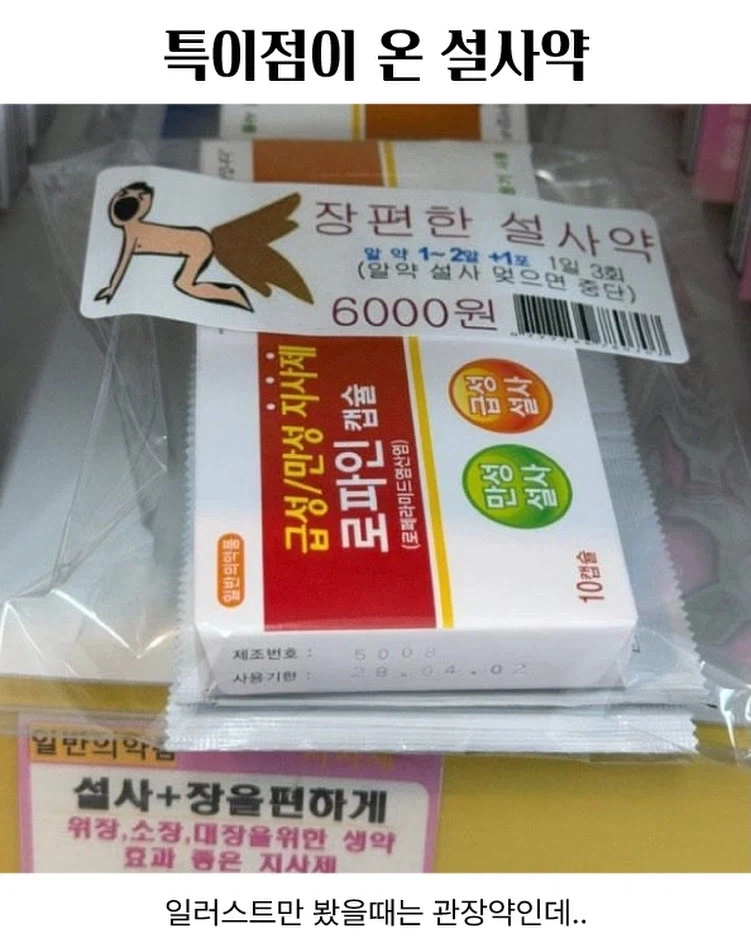 특이점이 온 설사약
장편한 설사약
알약 1~2알 +1포 1일 3회
(알약 설사 멎으면 중단)
6000원
급성/만성 지사제
로파인 캡슐
(로페라미드염산염)
일반의약품
급성
설사
만성
설사
10캡슐
제조번호 : 5008
사용기한 : 28.04.02
일반의약품
설사+장을편하게
위장,소장,대장을위한 생약
효과 좋은 지사제
일러스트만 봤을때는 관장약인데..